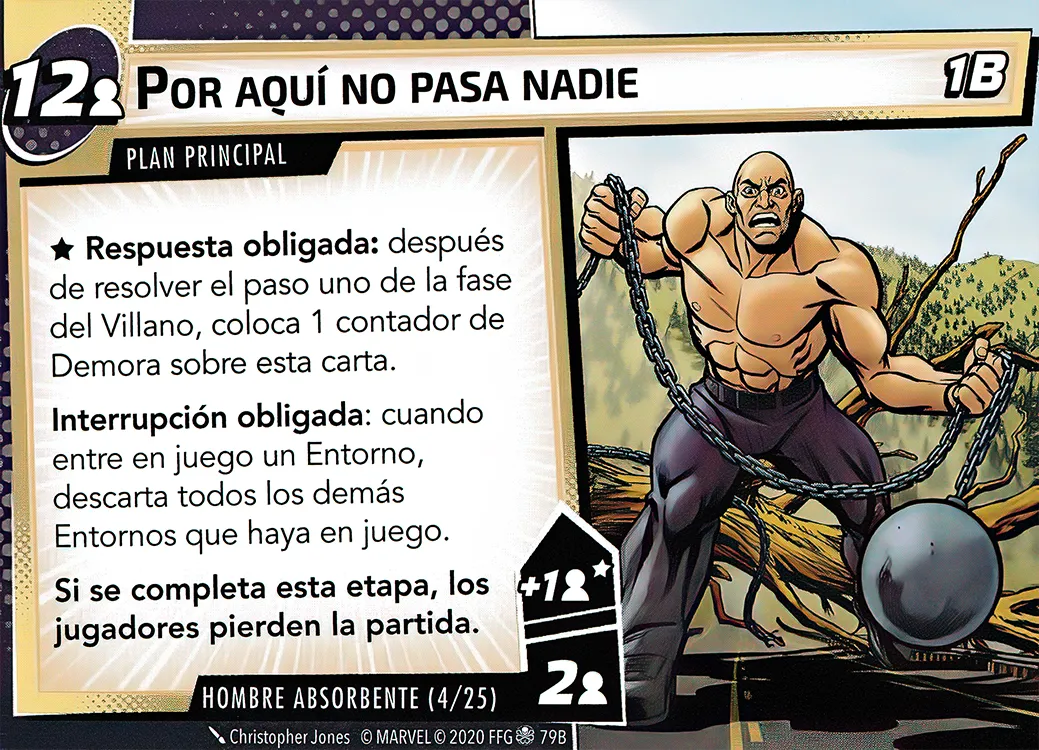 12 POR AQUÍ NO PASA NADIE 1B
PLAN PRINCIPAL
★ Respuesta obligada: después
de resolver el paso uno de la fase
del Villano, coloca 1 contador de
Demora sobre esta carta.
Interrupción obligada: cuando
entre en juego un Entorno,
descarta todos los demás
Entornos que haya en juego.
Si se completa esta etapa, los
jugadores pierden la partida.
+1★
2
HOMBRE ABSORBENTE (4/25)
Christopher Jones © MARVEL © 2020 FFG 79B